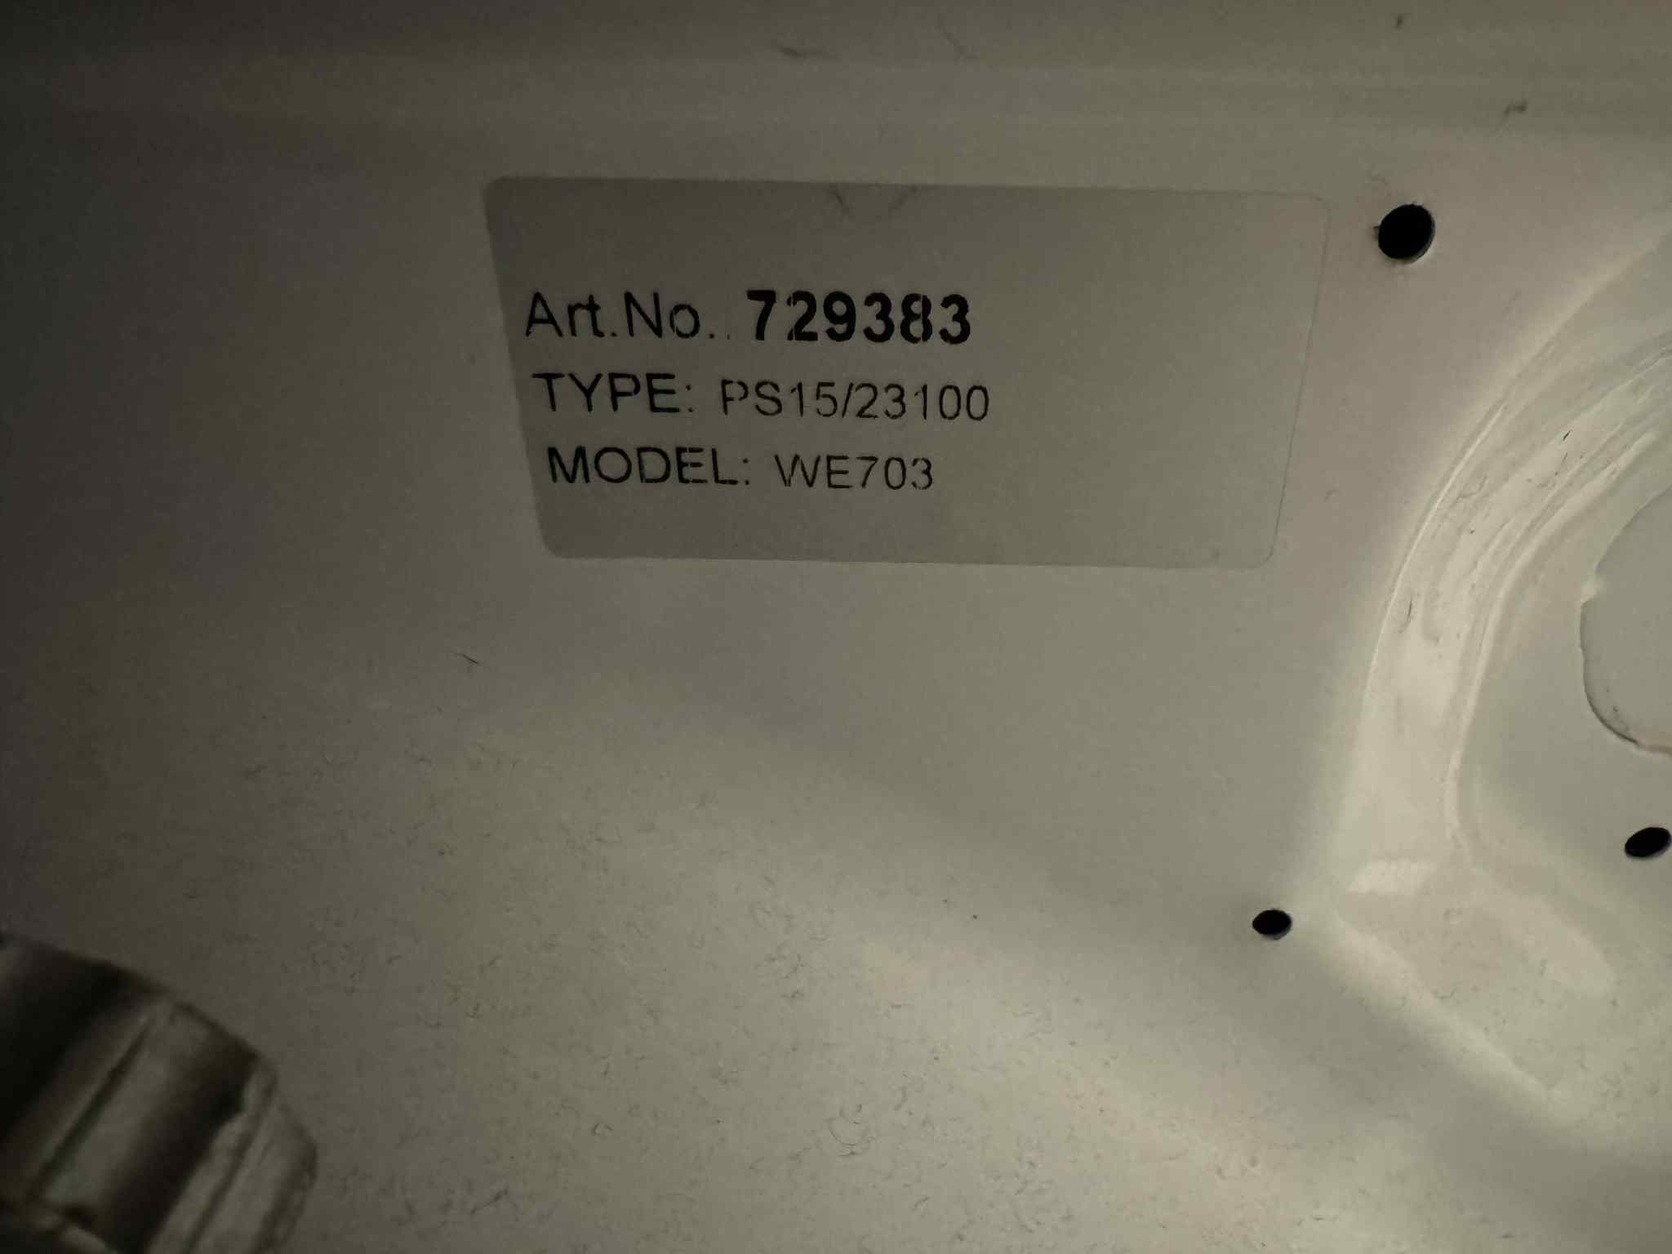 Art.No.. 729383
TYPE: PS15/23100
MODEL: WE703